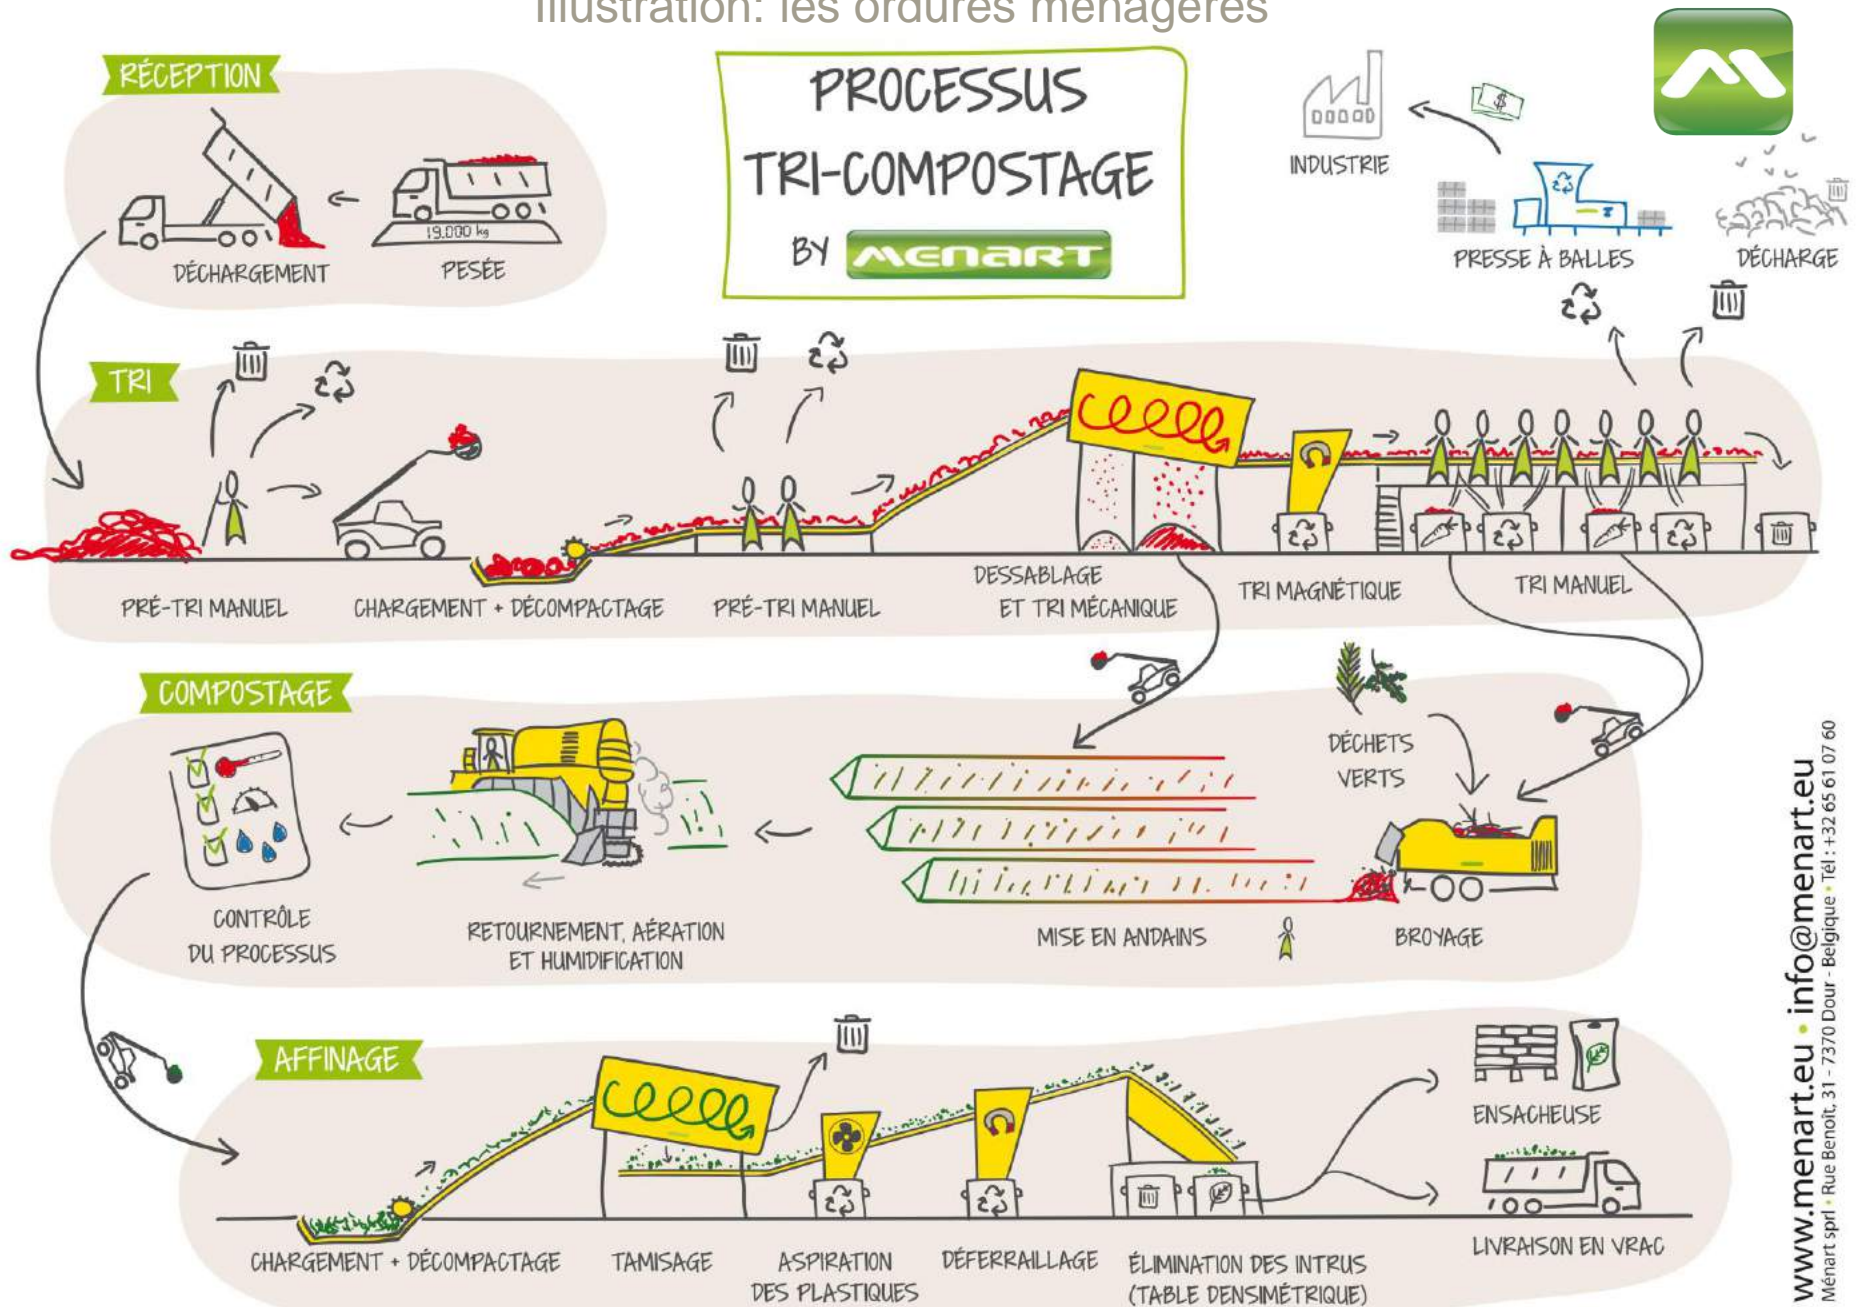 Illustration: les ordures ménagères
RÉCEPTION
19.000 kg
DÉCHARGEMENT
PESÉE
PROCESSUS
TRI-COMPOSTAGE
BY MENART
$
INDUSTRIE
PRESSE À BALLES
DÉCHARGE
TRI
PRÉ-TRI MANUEL
CHARGEMENT + DÉCOMPACTAGE
PRÉ-TRI MANUEL
DESSABLAGE
ET TRI MÉCANIQUE
TRI MAGNÉTIQUE
TRI MANUEL
COMPOSTAGE
CONTRÔLE
DU PROCESSUS
RETOURNEMENT, AÉRATION
ET HUMIDIFICATION
MISE EN ANDAINS
DÉCHETS
VERTS
BROYAGE
AFFINAGE
CHARGEMENT + DÉCOMPACTAGE
TAMISAGE
ASPIRATION
DES PLASTIQUES
DÉFERRAILLAGE
ÉLIMINATION DES INTRUS
(TABLE DENSIMÉTRIQUE)
ENSACHEUSE
LIVRAISON EN VRAC
www.menart.eu • info@menart.eu
Ménart sprl • Rue Benoît, 31 - 7370 Dour - Belgique • Tél : +32 65 61 07 60